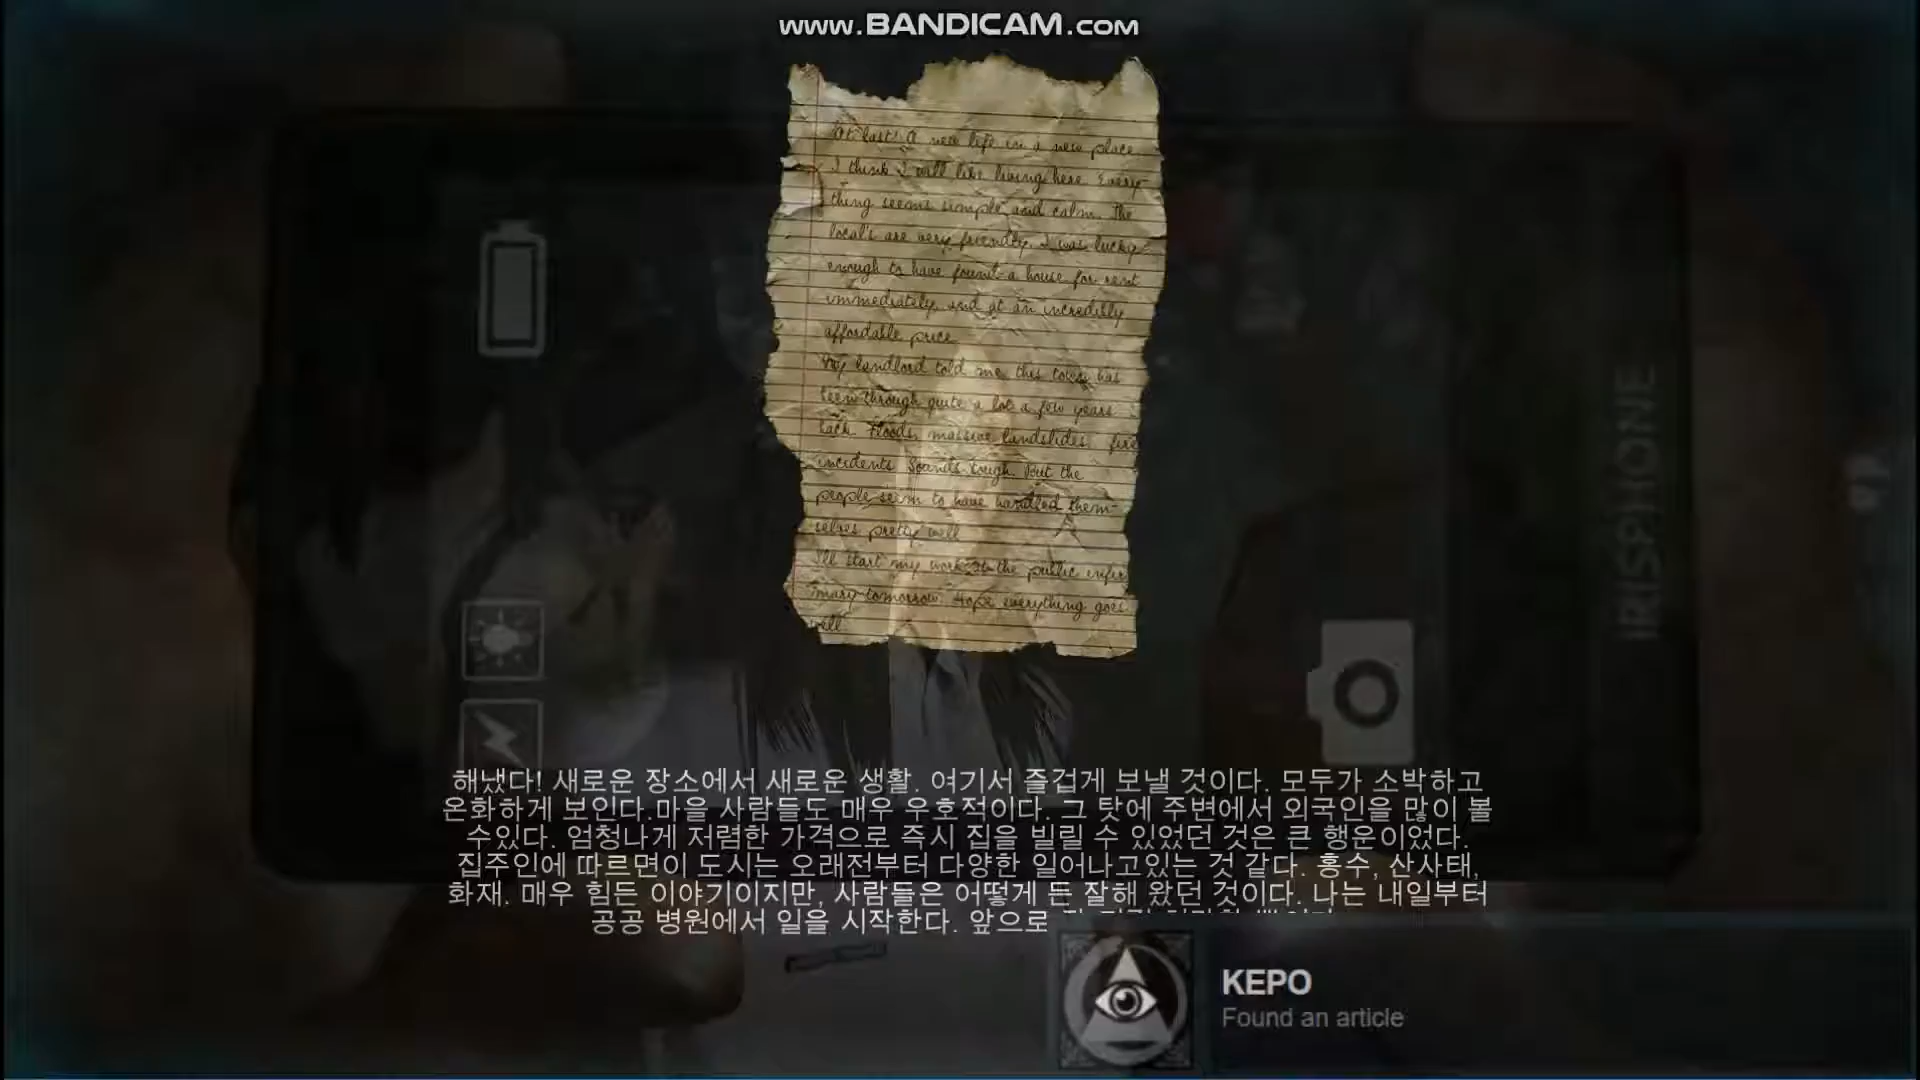 www.BANDICAM.com
At last! A new life in a new place
I think I will like living here. Every-
thing seems simple and calm. The
local's are very friendly. I was lucky
enough to have found a house for rent
immediately, and at an incredibly
affordable price
My landlord told me this town has
been through quite a lot a few years
back. Floods, massive landslides, fire
incidents. Sounds tough. But the
people seem to have handled them-
selves pretty well
I'll start my work at the public infir
mary tomorrow. Hope everything goes
well
IRISPHONE
해냈다! 새로운 장소에서 새로운 생활. 여기서 즐겁게 보낼 것이다. 모두가 소박하고
온화하게 보인다.마을 사람들도 매우 우호적이다. 그 탓에 주변에서 외국인을 많이 볼
수있다. 엄청나게 저렴한 가격으로 즉시 집을 빌릴 수 있었던 것은 큰 행운이었다.
집주인에 따르면이 도시는 오래전부터 다양한 일어나고있는 것 같다. 홍수, 산사태,
화재. 매우 힘든 이야기이지만, 사람들은 어떻게 든 잘해 왔던 것이다. 나는 내일부터
공공 병원에서 일을 시작한다. 앞으로
KEPO
Found an article